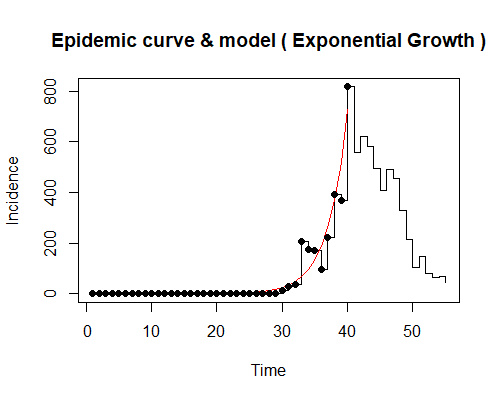 Epidemic curve & model ( Exponential Growth )
Incidence
0 200 400 600 800
0 10 20 30 40 50
Time